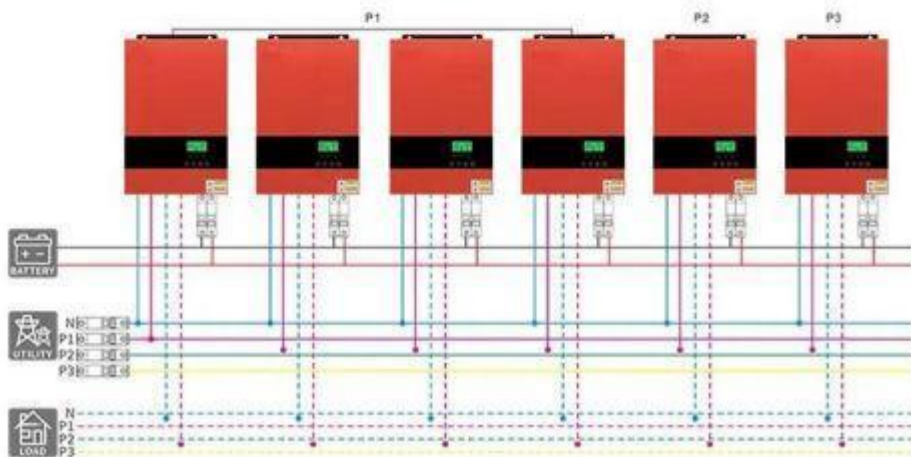 P1 P2 P3
BATTERY
UTILITY
N
P1
P2
P3
LOAD
N
P1
P2
P3